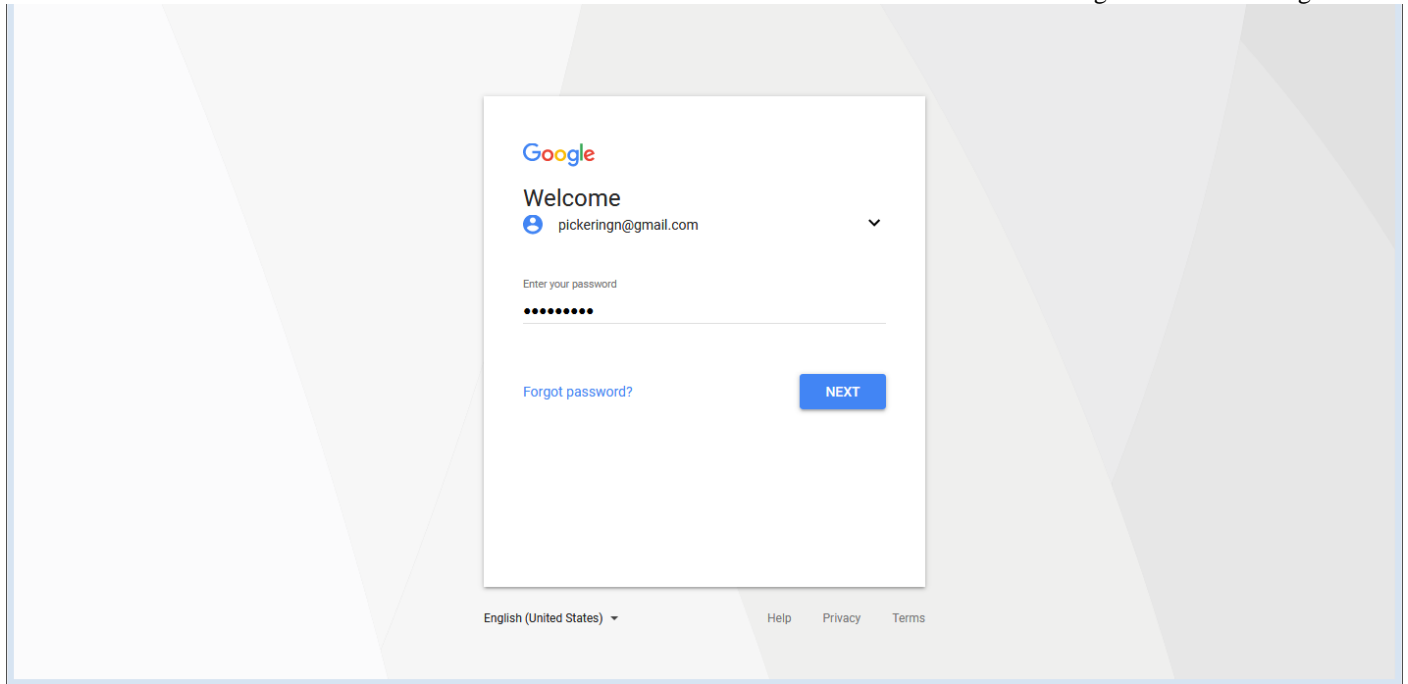 Google
Welcome
pickeringn@gmail.com
Enter your password
•••••••••
Forgot password?
NEXT
English (United States)
Help Privacy Terms